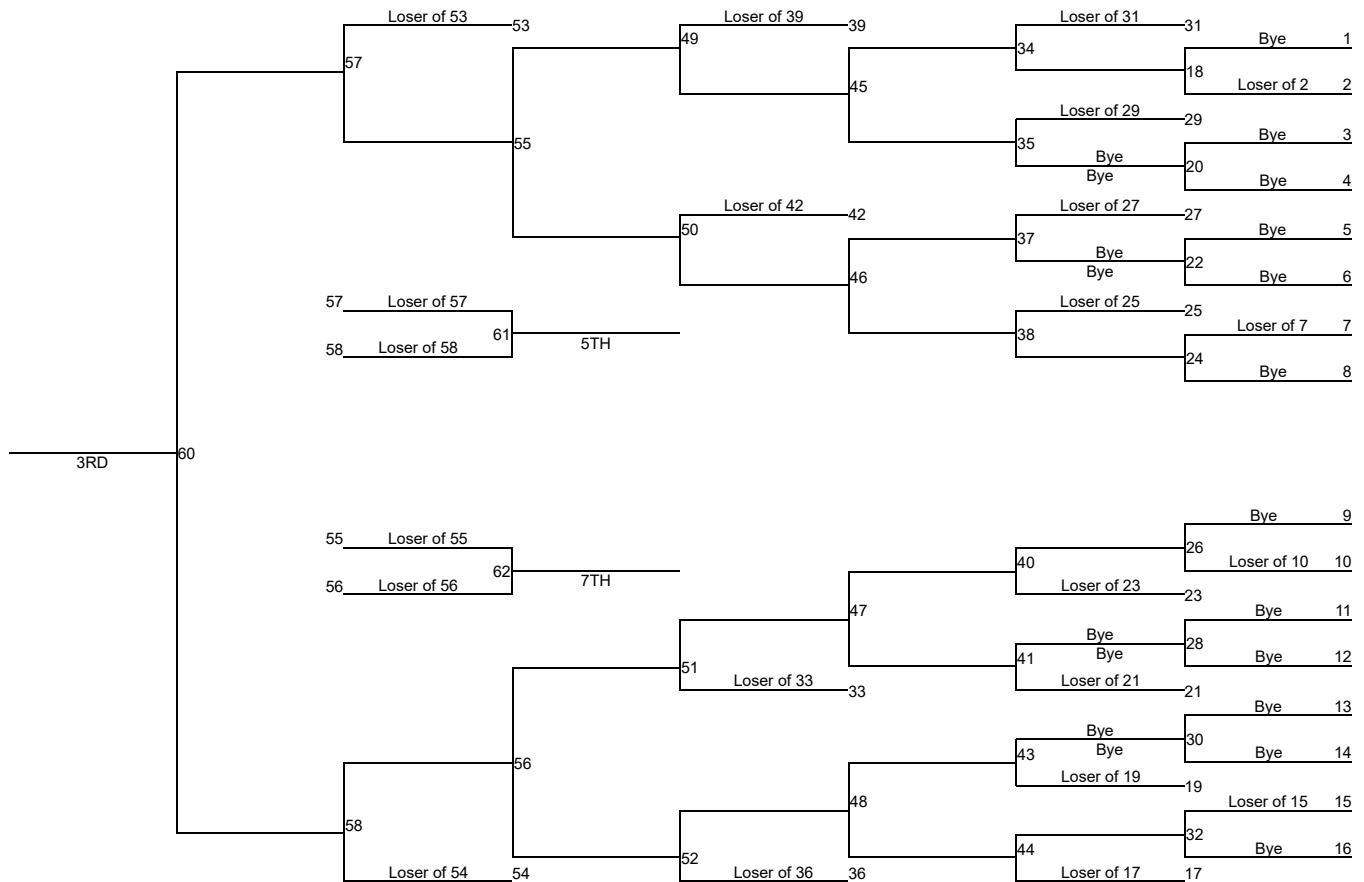 Loser of 53 53 Loser of 39 39 Loser of 31 31
Bye 1
49
34
57
18
45
Loser of 2 2
Loser of 29 29
Bye 3
55
35
Bye
20
Bye
Bye 4
Loser of 42 42 Loser of 27 27
50
Bye 5
37
Bye
22
Bye
Bye 6
46
57 Loser of 57
Loser of 25 25
Loser of 7 7
61
38
5TH
58 Loser of 58
24
Bye 8
60
3RD
Bye 9
55 Loser of 55
26
40
Loser of 10 10
62
7TH
56 Loser of 56
Loser of 23 23
47
Bye 11
Bye
28
41
Bye
Bye 12
51
Loser of 33 33
Loser of 21 21
Bye 13
Bye
30
43
Bye
Bye 14
56
Loser of 19 19
48
Loser of 15 15
58
32
44
Bye 16
52
Loser of 54 54 Loser of 36 36 Loser of 17 17